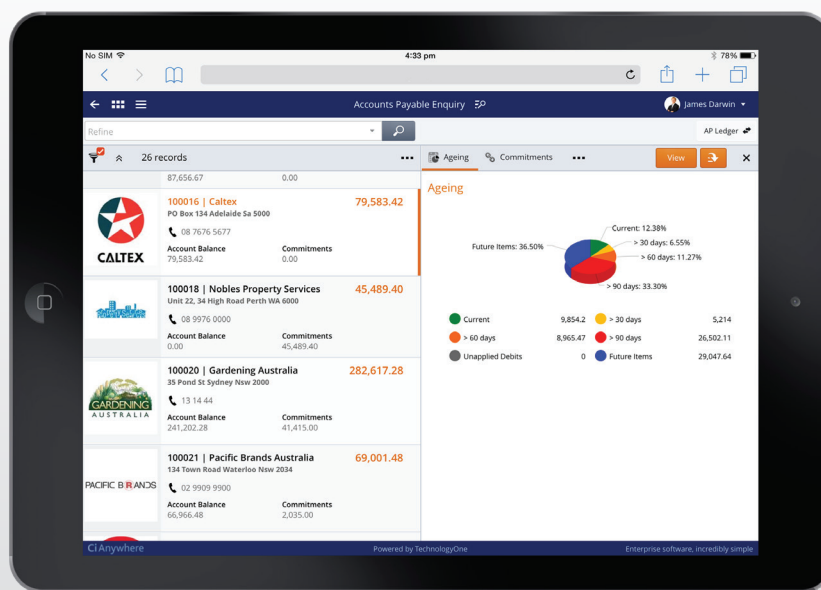 No SIM 4:33 pm 78%
Accounts Payable Enquiry James Darwin
Refine AP Ledger
26 records Ageing Commitments View
87,656.67 0.00
Ageing
100016 | Caltex 79,583.42
PO Box 134 Adelaide Sa 5000
08 7676 5677
Account Balance Commitments
79,583.42 0.00
CALTEX
100018 | Nobles Property Services 45,489.40
Unit 22, 34 High Road Perth WA 6000
08 9976 0000
Account Balance Commitments
0.00 45,489.40
100020 | Gardening Australia 282,617.28
35 Pond St Sydney Nsw 2000
13 14 44
Account Balance Commitments
241,202.28 41,415.00
GARDENING
AUSTRALIA
100021 | Pacific Brands Australia 69,001.48
134 Town Road Waterloo Nsw 2034
02 9909 9900
Account Balance Commitments
66,966.48 2,035.00
PACIFIC BRANDS
Current: 12.38%
> 30 days: 6.55%
> 60 days: 11.27%
> 90 days: 33.30%
Future Items: 36.50%
Current 9,854.2 > 30 days 5,214
> 60 days 8,965.47 > 90 days 26,502.11
Unapplied Debits 0 Future Items 29,047.64
Ci Anywhere Powered by TechnologyOne Enterprise software, incredibly simple